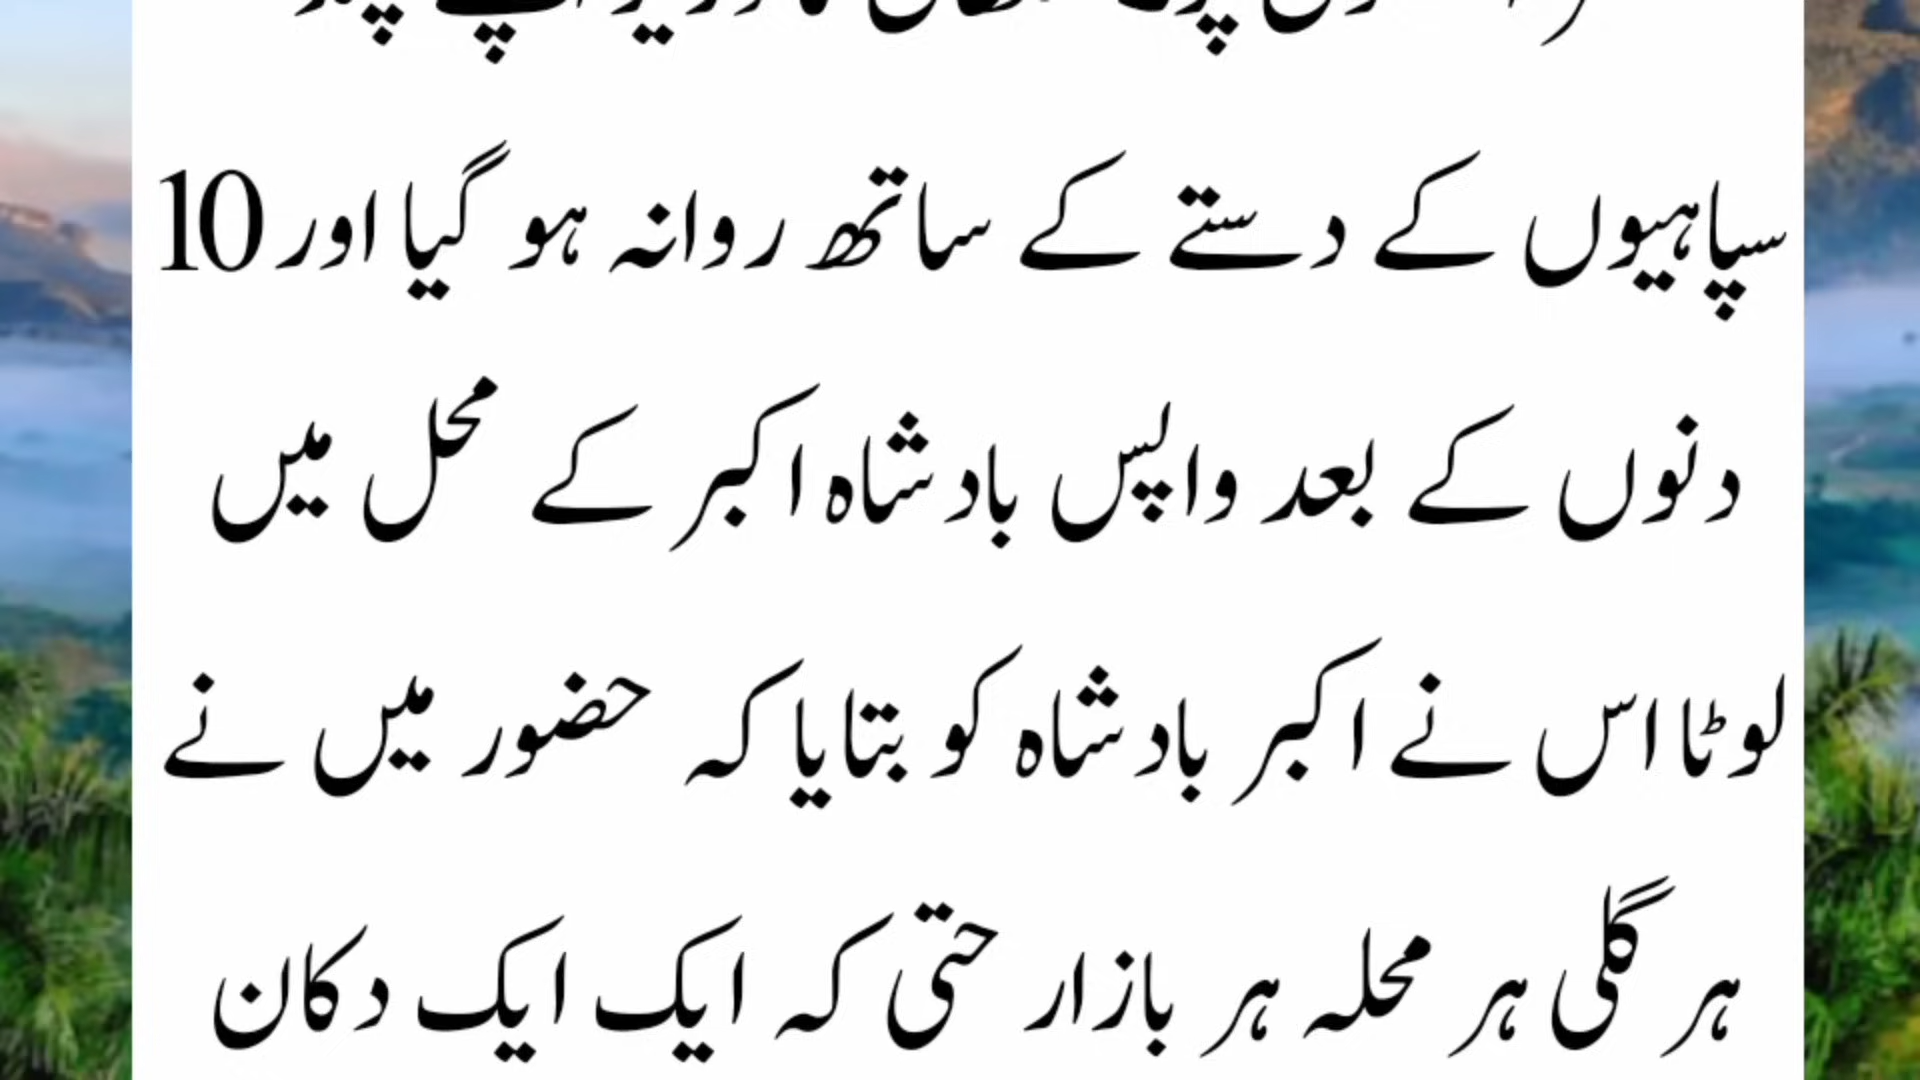 سپاہیوں کے دستے کے ساتھ روانہ ہو گیا اور 10
دنوں کے بعد واپس بادشاہ اکبر کے محل میں
لوٹا اس نے اکبر بادشاہ کو بتایا کہ حضور میں نے
ہر گلی ہر محلہ ہر بازار حتیٰ کہ ایک ایک دکان